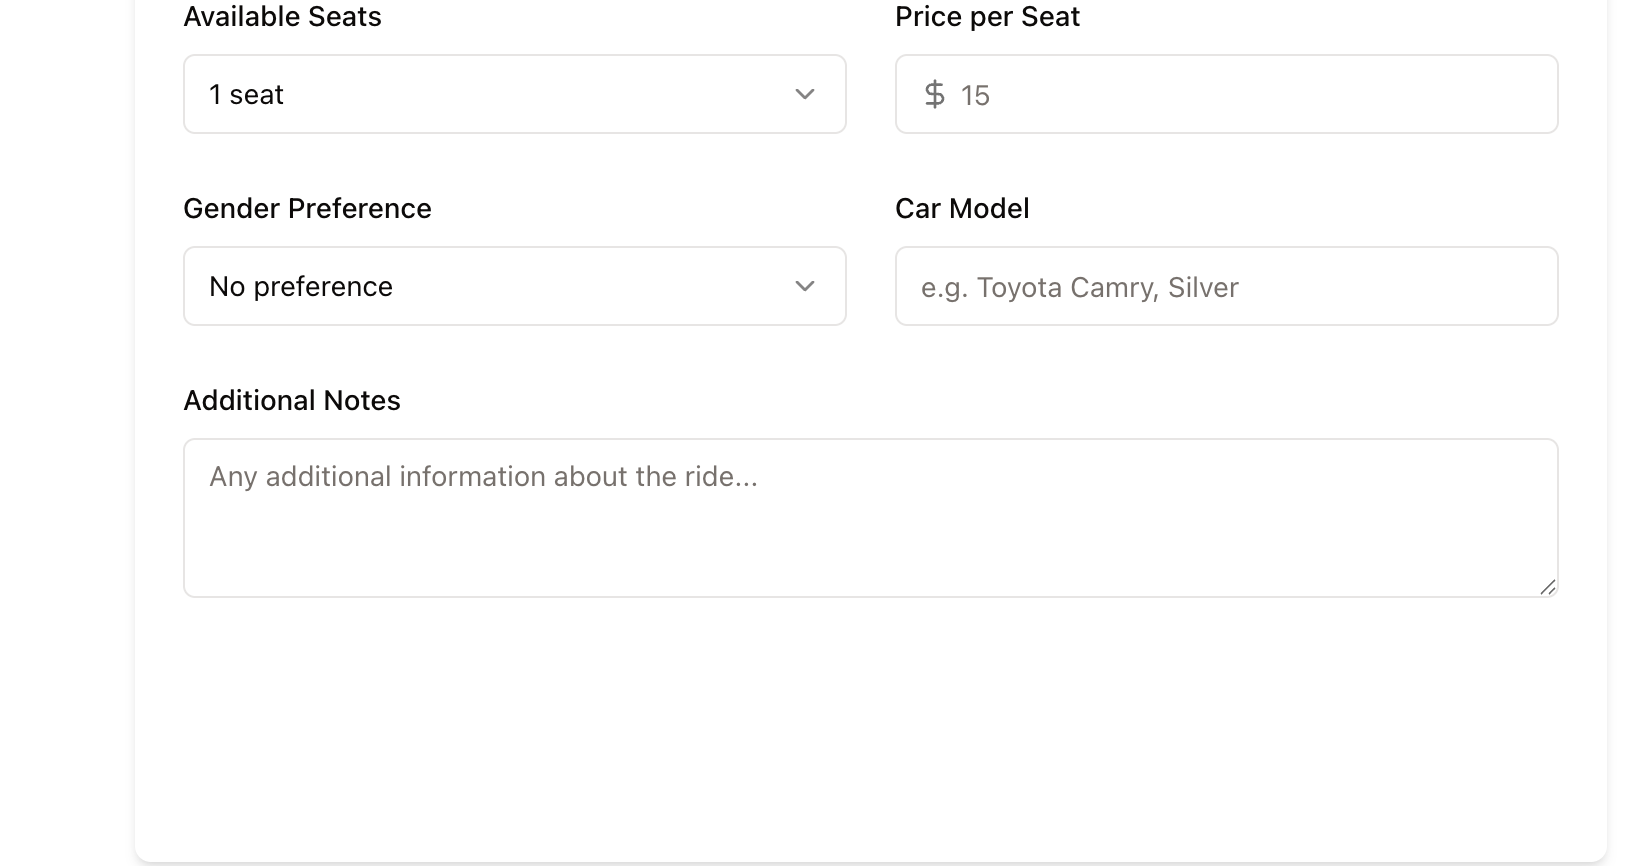 Available Seats
Price per Seat
1 seat
$ 15
Gender Preference
Car Model
No preference
e.g. Toyota Camry, Silver
Additional Notes
Any additional information about the ride...